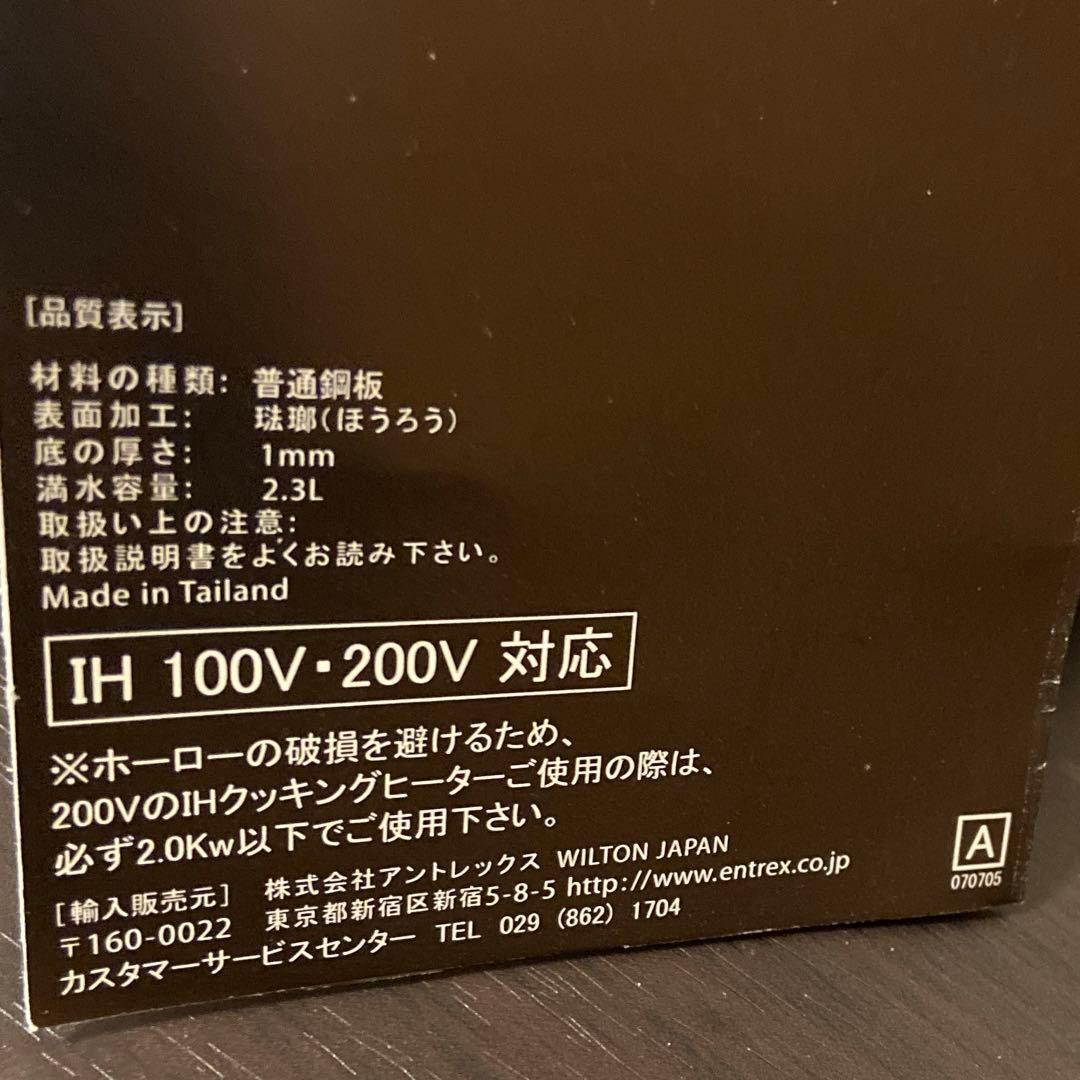 [品質表示]
材料の種類: 普通鋼板
表面加工: 琺瑯(ほうろう)
底の厚さ: 1mm
満水容量: 2.3L
取扱い上の注意:
取扱説明書をよくお読み下さい。
Made in Tailand
IH 100V・200V 対応
※ホーローの破損を避けるため、
200VのIHクッキングヒーターご使用の際は、
必ず2.0Kw以下でご使用下さい。
[輸入販売元] 株式会社アントレックス WILTON JAPAN
〒160-0022 東京都新宿区新宿5-8-5 http://www.entrex.co.jp
カスタマーサービスセンター TEL 029 (862) 1704
A
070705